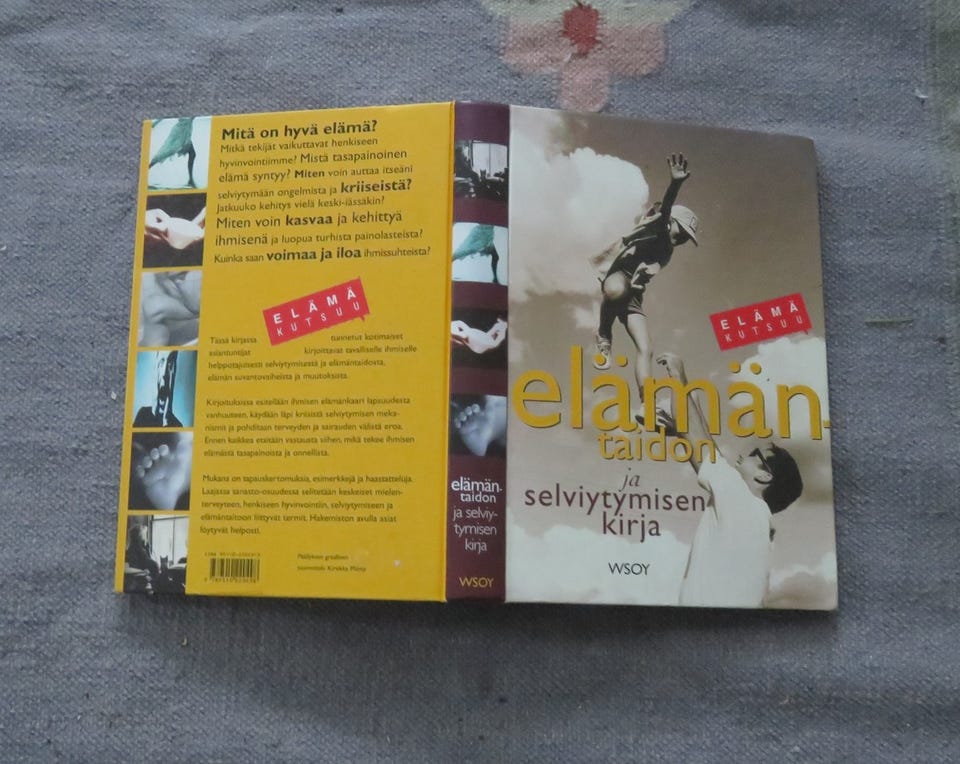 Mitä on hyvä elämä?
Mitkä tekijät vaikuttavat henkiseen
hyvinvointiimme? Mistä tasapainoinen
elämä syntyy? Miten voin auttaa itseäni
selviytymään ongelmista ja kriiseistä?
Jatkuuko kehitys vielä keski-iässäkin?
Miten voin kasvaa ja kehittyä
ihmisenä ja luopua turhista painolasteista?
Kuinka saan voimaa ja iloa ihmissuhteista?
ELÄMÄ
KUTSUU
Tässä kirjassa tunnetut kotimaiset
asiantuntijat kirjoittavat tavalliselle ihmiselle
helppotajuisesti selviytymisestä ja elämäntaidosta,
elämän suvantovaiheista ja muutoksista.
Kirjoituksissa esitellään ihmisen elämänkaari lapsuudesta
vanhuuteen, käydään läpi kriisistä selviytymisen meka-
nismit ja pohditaan terveyden ja sairauden välistä eroa.
Ennen kaikkea etsitään vastausta siihen, mikä tekee ihmisen
elämästä tasapainoista ja onnellista.
Mukana on tapauskertomuksia, esimerkkejä ja haastatteluja.
Laajassa sanasto-osuudessa selitetään keskeiset mielen-
terveyteen, henkiseen hyvinvointiin, selviytymiseen ja
elämäntaitoon liittyvät termit. Hakemiston avulla asiat
löytyvät helposti.
ISBN
Päällyksen graafinen
suunnittelu Kirsikka
elämän-
taidon
ja selviy-
tymisen
kirja
WSOY
ELÄMÄ
KUTSUU
elämän-
taidon
ja
selviytymisen
kirja
WSOY